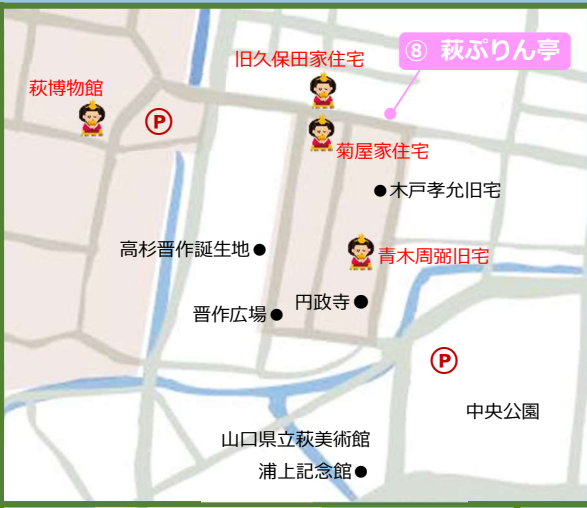 ⑧ 萩ぷりん亭
旧久保田家住宅
萩博物館
P
菊屋家住宅
木戸孝允旧宅
高杉晋作誕生地
青木周弼旧宅
円政寺
晋作広場
P
中央公園
山口県立萩美術館
浦上記念館